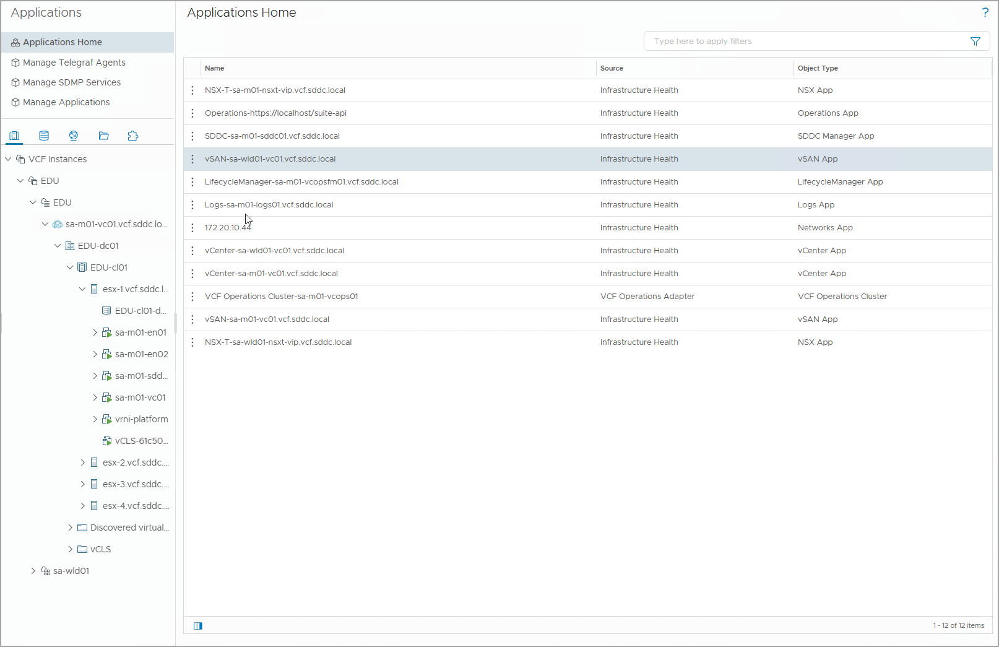 Applications
Applications Home
Manage Telegraf Agents
Manage SDMP Services
Manage Applications
VCF Instances
EDU
EDU
sa-m01-vc01.vcf.sddc.lo...
EDU-dc01
EDU-cl01
esx-1.vcf.sddc.l...
EDU-cl01-d...
sa-m01-en01
sa-m01-en02
sa-m01-sdd...
sa-m01-vc01
vrni-platform
vCLS-61c50...
esx-2.vcf.sddc....
esx-3.vcf.sddc....
esx-4.vcf.sddc....
Discovered virtual...
vCLS
sa-wld01
Applications Home
?
Type here to apply filters
Name Source Object Type
NSX-T-sa-m01-nsxt-vip.vcf.sddc.local Infrastructure Health NSX App
Operations-https://localhost/suite-api Infrastructure Health Operations App
SDDC-sa-m01-sddc01.vcf.sddc.local Infrastructure Health SDDC Manager App
vSAN-sa-wld01-vc01.vcf.sddc.local Infrastructure Health vSAN App
LifecycleManager-sa-m01-vcopsfm01.vcf.sddc.local Infrastructure Health LifecycleManager App
Logs-sa-m01-logs01.vcf.sddc.local Infrastructure Health Logs App
172.20.10.44 Infrastructure Health Networks App
vCenter-sa-wld01-vc01.vcf.sddc.local Infrastructure Health vCenter App
vCenter-sa-m01-vc01.vcf.sddc.local Infrastructure Health vCenter App
VCF Operations Cluster-sa-m01-vcops01 VCF Operations Adapter VCF Operations Cluster
vSAN-sa-m01-vc01.vcf.sddc.local Infrastructure Health vSAN App
NSX-T-sa-wld01-nsxt-vip.vcf.sddc.local Infrastructure Health NSX App
1 - 12 of 12 items